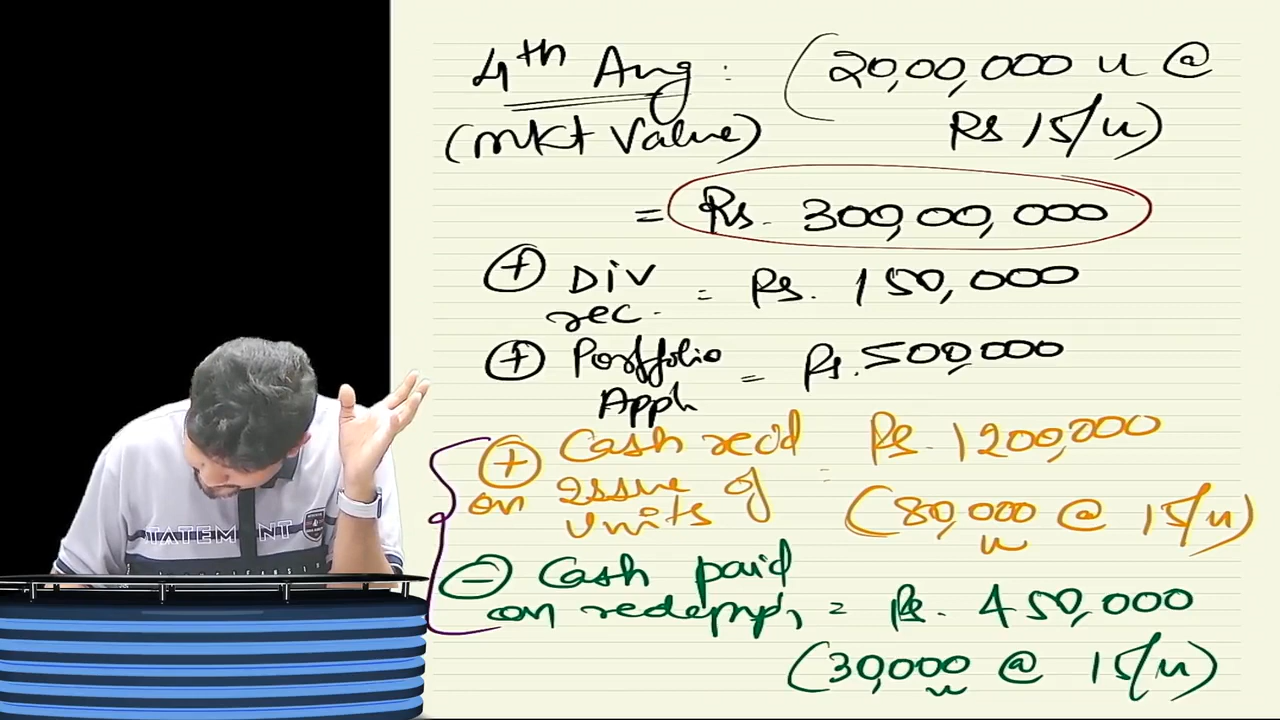 4th Aug : (20,00,000 u @
(mkt Value) Rs 15/u)
= Rs. 300,00,000
+ Div rec. = Rs. 150,000
+ Portfolio Appn = Rs. 500,000
+ Cash rec'd Rs. 1200,000
on issue of units = (80,000 u @ 15/u)
- Cash paid
on redempn = Rs. 450,000
(30,000 u @ 15/u)
TATEMENT